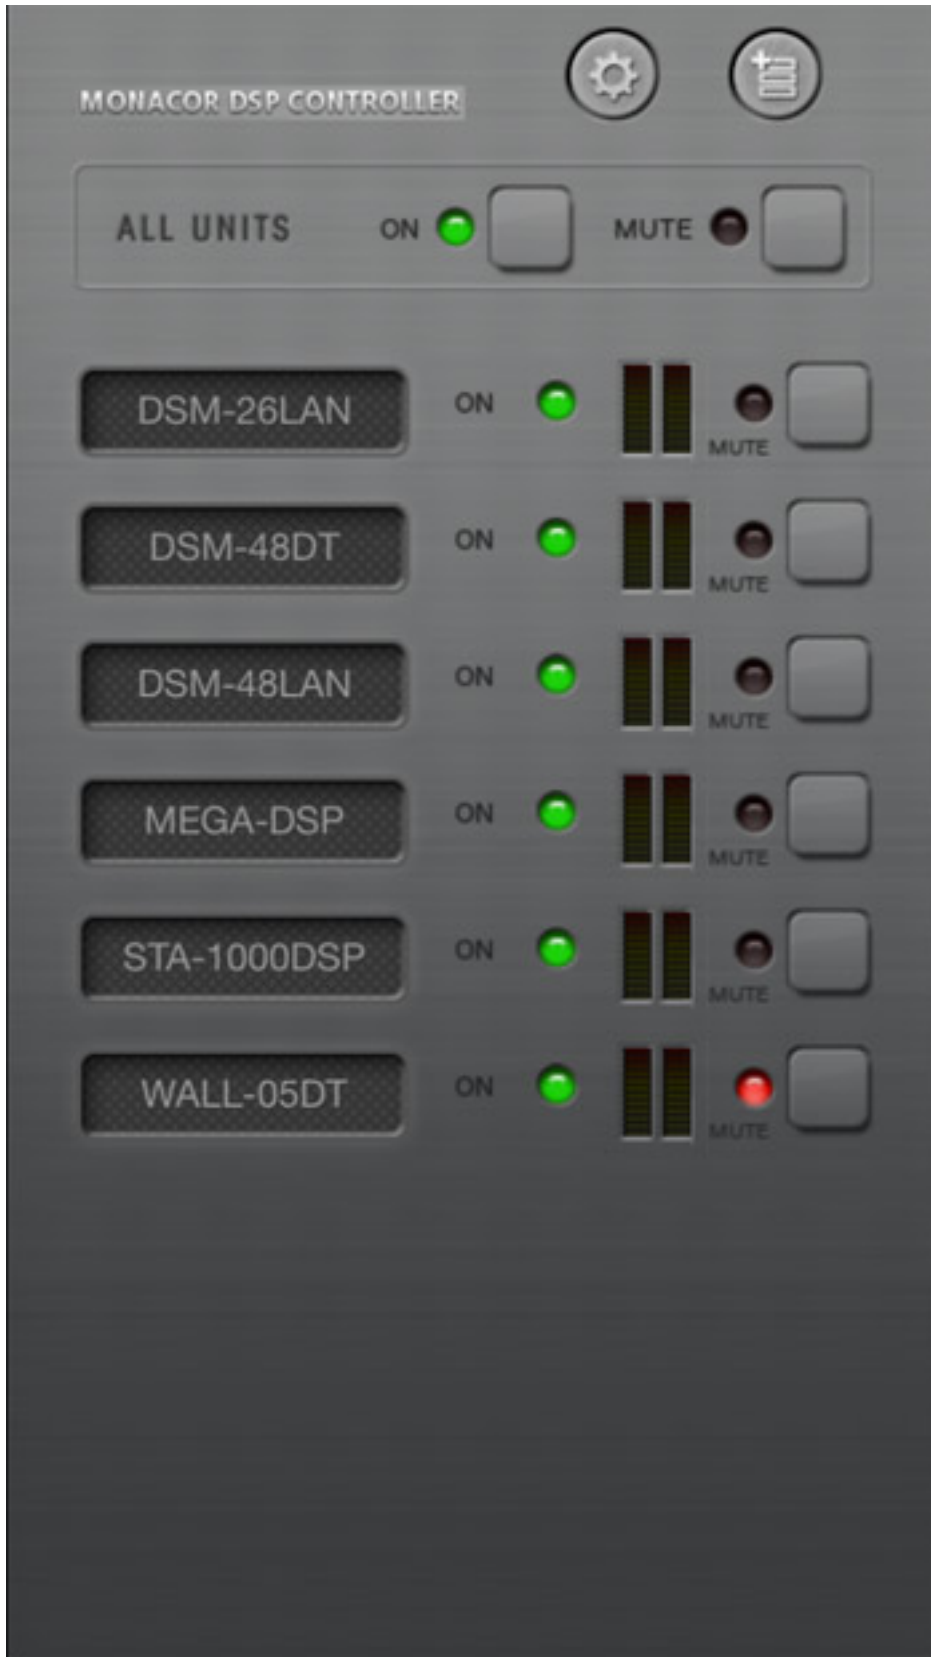 MONACOR DSP CONTROLLER
ALL UNITS ON MUTE
DSM-26LAN ON MUTE
DSM-48DT ON MUTE
DSM-48LAN ON MUTE
MEGA-DSP ON MUTE
STA-1000DSP ON MUTE
WALL-05DT ON MUTE